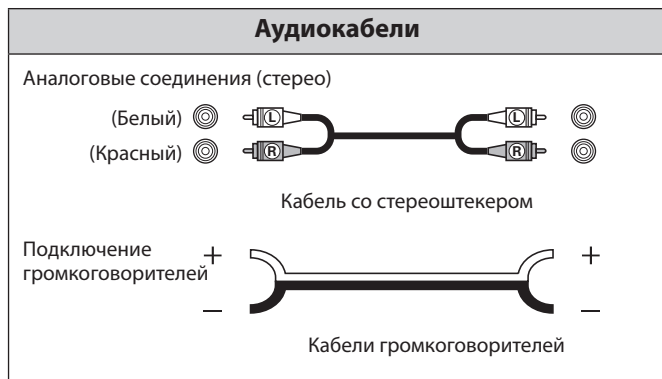 Аудиокабели
Аналоговые соединения (стерео)
(Белый) L L
(Красный) R R
Кабель со стереоштекером
Подключение
громкоговорителей
+ +
– –
Кабели громкоговорителей